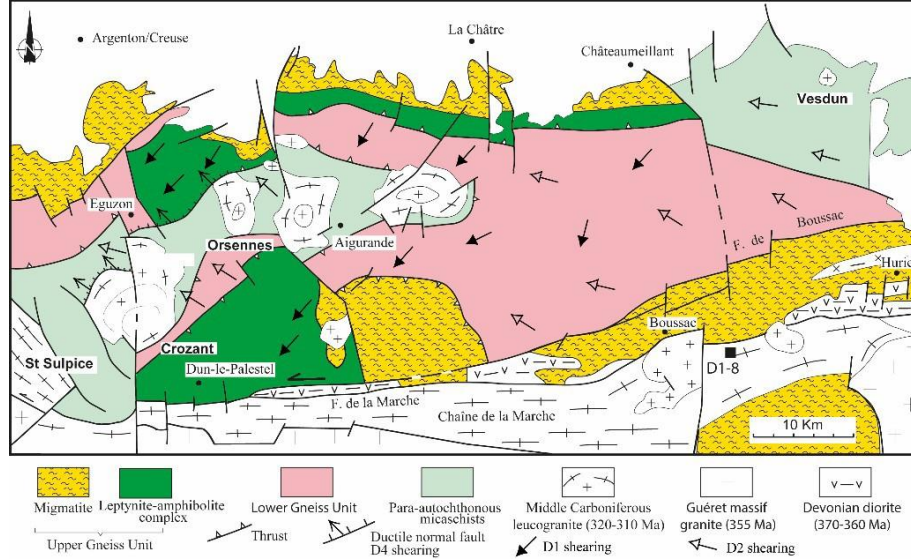 N
Argenton/Creuse
La Châtre
Châteaumeillant
Vesdun
Eguzon
Orsennes
Aigurande
F. de Boussac
Huriel
St Sulpice
Crozant
Dun-le-Palestel
Boussac
D1-8
F. de la Marche
Chaîne de la Marche
10 Km
Migmatite
Leptynite-amphibolite
complex
Upper Gneiss Unit
Lower Gneiss Unit
Para-autochthonous
micaschists
Middle Carboniferous
leucogranite (320-310 Ma)
Guéret massif
granite (355 Ma)
Devonian diorite
(370-360 Ma)
Thrust
Ductile normal fault
D4 shearing
D1 shearing
D2 shearing